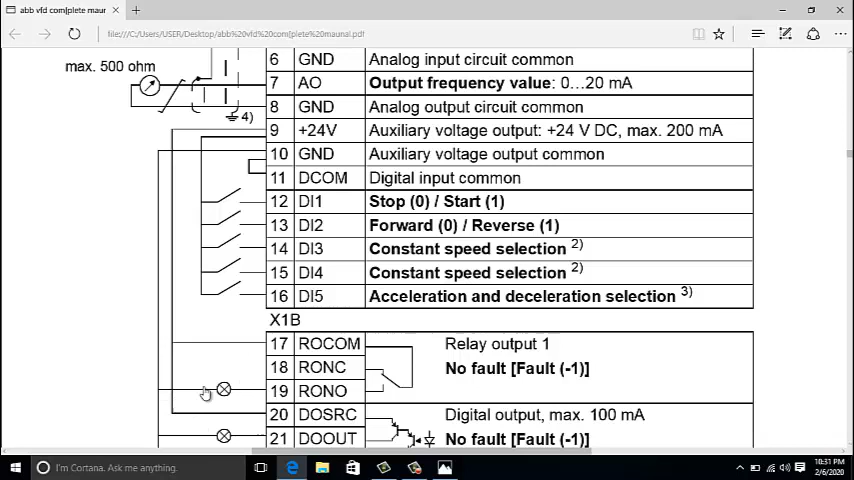 abb vfd com[plete maunal
file:///C:/Users/USER/Desktop/abb%20vfd%20com[plete%20maunal.pdf
6 GND Analog input circuit common
max. 500 ohm
7 AO Output frequency value: 0…20 mA
8 GND Analog output circuit common
4)
9 +24V Auxiliary voltage output: +24 V DC, max. 200 mA
10 GND Auxiliary voltage output common
11 DCOM Digital input common
12 DI1 Stop (0) / Start (1)
13 DI2 Forward (0) / Reverse (1)
14 DI3 Constant speed selection 2)
15 DI4 Constant speed selection 2)
16 DI5 Acceleration and deceleration selection 3)
X1B
17 ROCOM Relay output 1
18 RONC No fault [Fault (-1)]
19 RONO
20 DOSRC Digital output, max. 100 mA
21 DOOUT No fault [Fault (-1)]
I'm Cortana. Ask me anything.
10:31 PM
2/6/2020